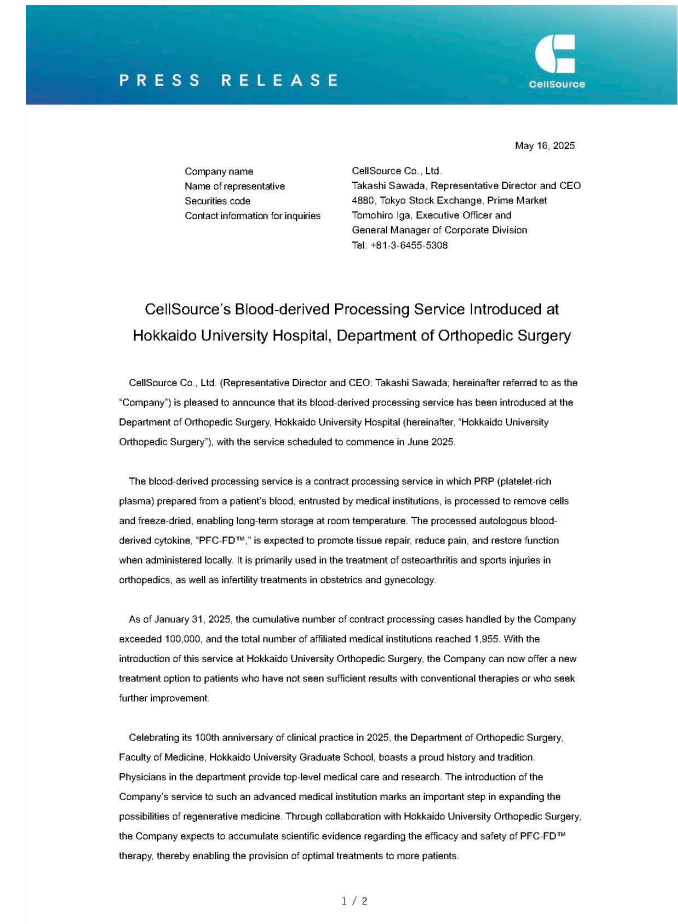 PRESS RELEASE
CellSource
May 16, 2025
Company name CellSource Co., Ltd.
Name of representative Takashi Sawada, Representative Director and CEO
Securities code 4880, Tokyo Stock Exchange, Prime Market
Contact information for inquiries Tomohiro Iga, Executive Officer and
General Manager of Corporate Division
Tel: +81-3-6455-5308
CellSource's Blood-derived Processing Service Introduced at
Hokkaido University Hospital, Department of Orthopedic Surgery
CellSource Co., Ltd. (Representative Director and CEO: Takashi Sawada; hereinafter referred to as the
“Company”) is pleased to announce that its blood-derived processing service has been introduced at the
Department of Orthopedic Surgery, Hokkaido University Hospital (hereinafter, “Hokkaido University
Orthopedic Surgery”), with the service scheduled to commence in June 2025.
The blood-derived processing service is a contract processing service in which PRP (platelet-rich
plasma) prepared from a patient's blood, entrusted by medical institutions, is processed to remove cells
and freeze-dried, enabling long-term storage at room temperature. The processed autologous blood-
derived cytokine, “PFC-FD™,” is expected to promote tissue repair, reduce pain, and restore function
when administered locally. It is primarily used in the treatment of osteoarthritis and sports injuries in
orthopedics, as well as infertility treatments in obstetrics and gynecology.
As of January 31, 2025, the cumulative number of contract processing cases handled by the Company
exceeded 100,000, and the total number of affiliated medical institutions reached 1,955. With the
introduction of this service at Hokkaido University Orthopedic Surgery, the Company can now offer a new
treatment option to patients who have not seen sufficient results with conventional therapies or who seek
further improvement.
Celebrating its 100th anniversary of clinical practice in 2025, the Department of Orthopedic Surgery,
Faculty of Medicine, Hokkaido University Graduate School, boasts a proud history and tradition.
Physicians in the department provide top-level medical care and research. The introduction of the
Company's service to such an advanced medical institution marks an important step in expanding the
possibilities of regenerative medicine. Through collaboration with Hokkaido University Orthopedic Surgery,
the Company expects to accumulate scientific evidence regarding the efficacy and safety of PFC-FD™
therapy, thereby enabling the provision of optimal treatments to more patients.
1 / 2